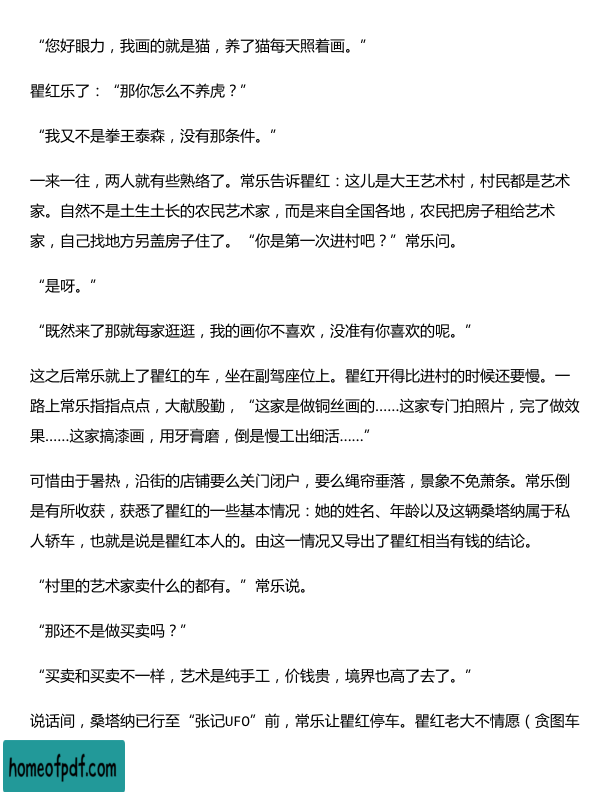 “您好眼力，我画的就是猫，养了猫每天照着画。”
瞿红乐了：“那你怎么不养虎？”
“我又不是拳王泰森，没有那条件。”
一来一往，两人就有些熟络了。常乐告诉瞿红：这儿是大王艺术村，村民都是艺术
家。自然不是土生土长的农民艺术家，而是来自全国各地，农民把房子租给艺术
家，自己找地方另盖房子住了。“你是第一次进村吧？”常乐问。
“是呀。”
“既然来了那就每家逛逛，我的画你不喜欢，没准有你喜欢的呢。”
这之后常乐就上了瞿红的车，坐在副驾座位上。瞿红开得比进村的时候还要慢。一
路上常乐指指点点，大献殷勤，“这家是做铜丝画的……这家专门拍照片，完了做效
果……这家搞漆画，用牙膏磨，倒是慢工出细活……”
可惜由于暑热，沿街的店铺要么关门闭户，要么绳帘垂落，景象不免萧条。常乐倒
是有所收获，获悉了瞿红的一些基本情况：她的姓名、年龄以及这辆桑塔纳属于私
人轿车，也就是说是瞿红本人的。由这一情况又导出了瞿红相当有钱的结论。
“村里的艺术家卖什么的都有。”常乐说。
“那还不是做买卖吗？”
“买卖和买卖不一样，艺术是纯手工，价钱贵，境界也高了去了。”
说话间，桑塔纳已行至“张记UFO”前，常乐让瞿红停车。瞿红老大不情愿（贪图车
homeofpdf.com